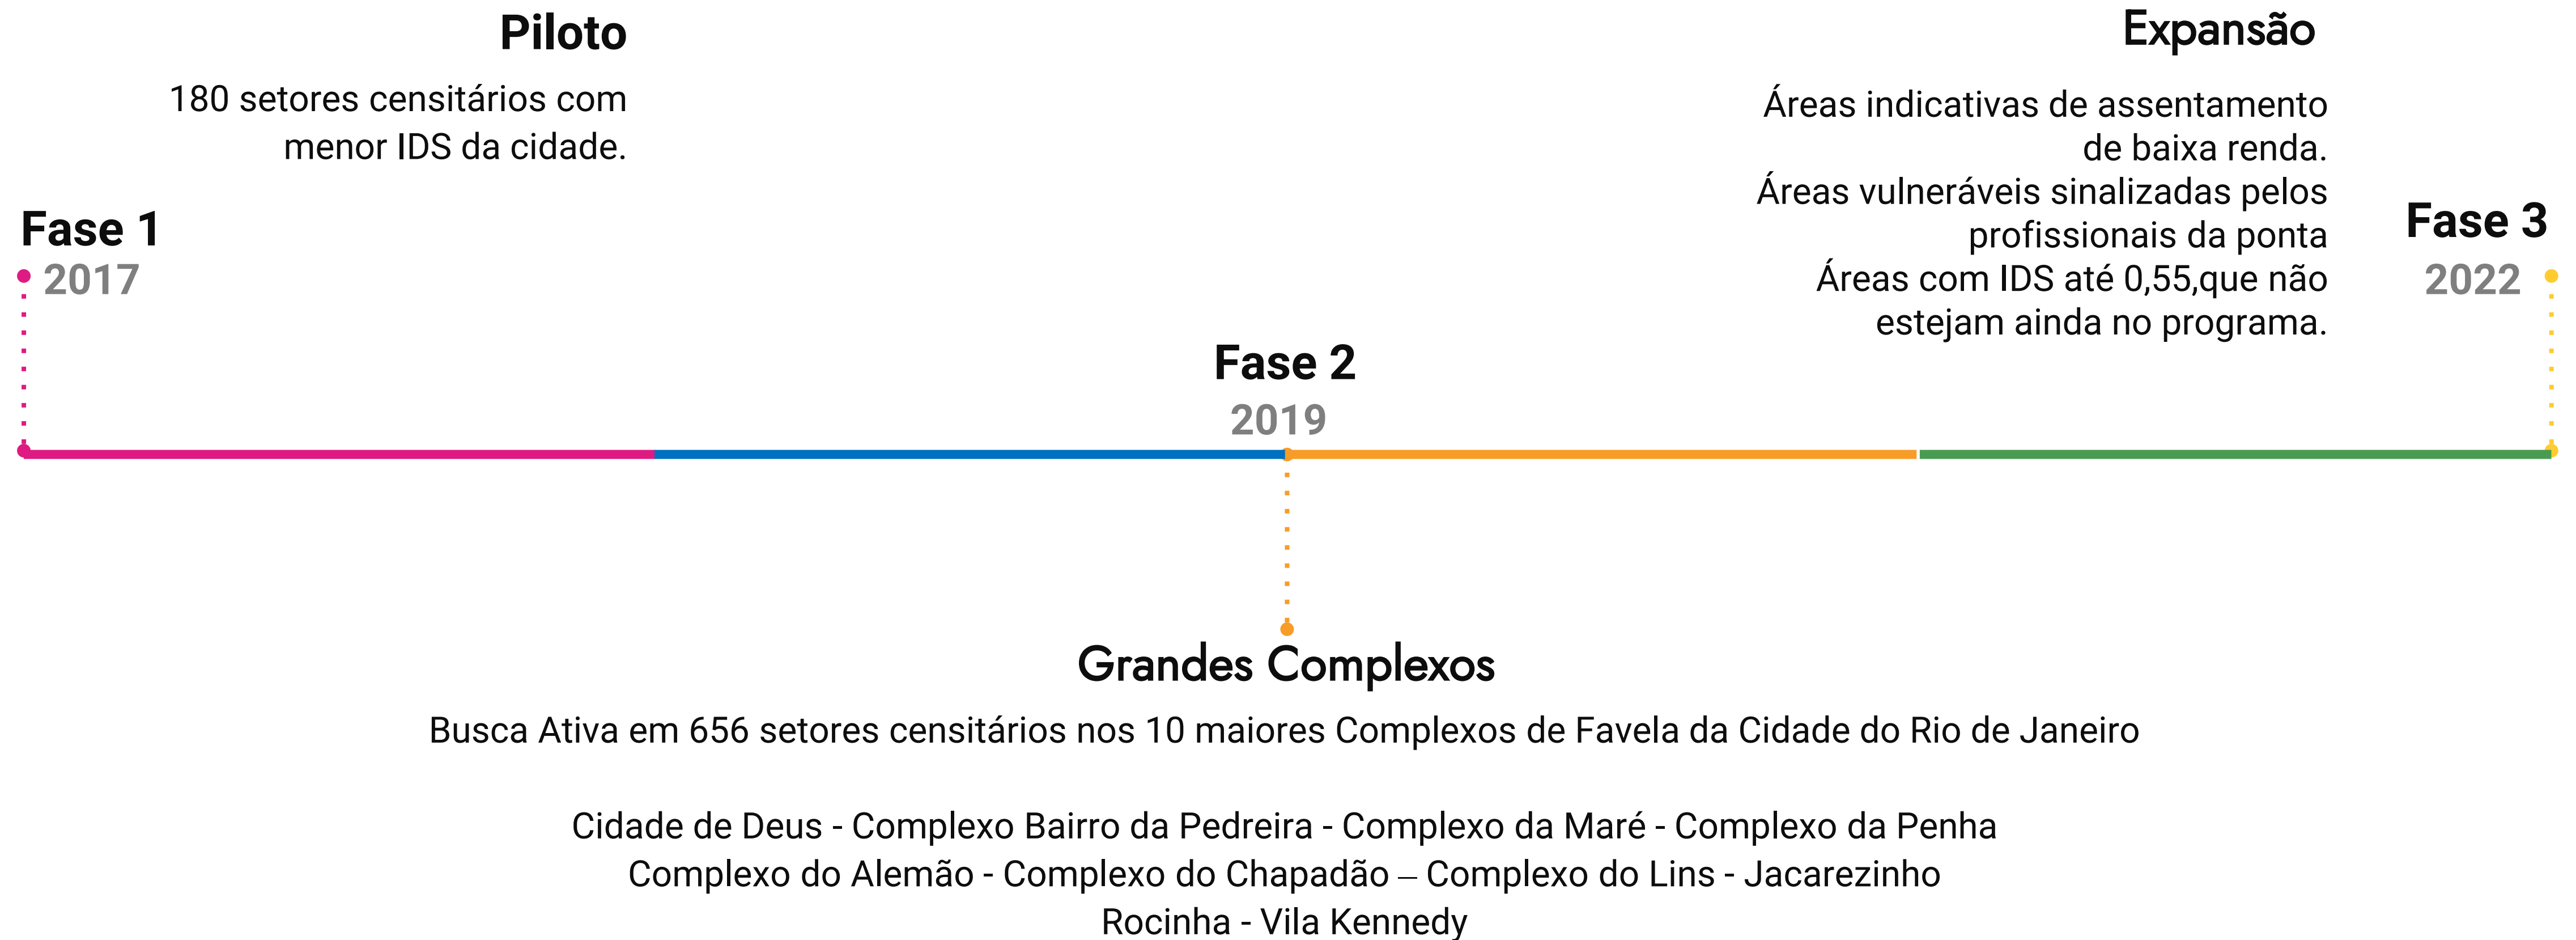 Piloto
180 setores censitários com
menor IDS da cidade.
Fase 1
2017
Fase 2
2019
Grandes Complexos
Busca Ativa em 656 setores censitários nos 10 maiores Complexos de Favela da Cidade do Rio de Janeiro
Cidade de Deus - Complexo Bairro da Pedreira - Complexo da Maré - Complexo da Penha
Complexo do Alemão - Complexo do Chapadão – Complexo do Lins - Jacarezinho
Rocinha - Vila Kennedy
Expansão
Áreas indicativas de assentamento
de baixa renda.
Áreas vulneráveis sinalizadas pelos
profissionais da ponta
Áreas com IDS até 0,55,que não
estejam ainda no programa.
Fase 3
2022